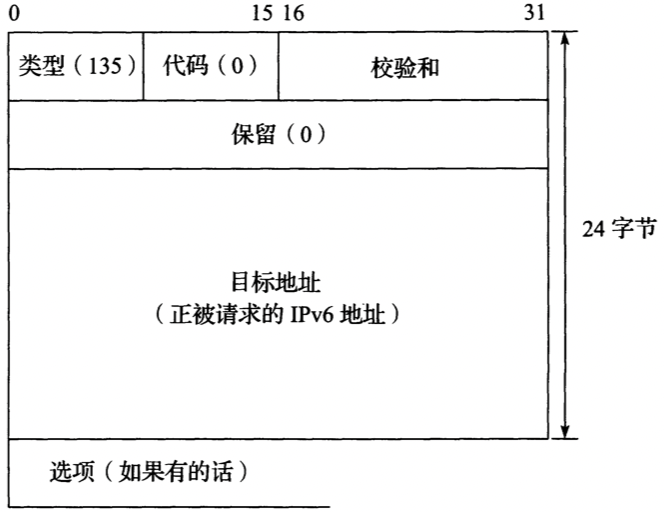 0 15 16 31
类型（135） 代码（0） 校验和
保留（0）
24 字节
目标地址
（正被请求的 IPv6 地址）
选项（如果有的话）